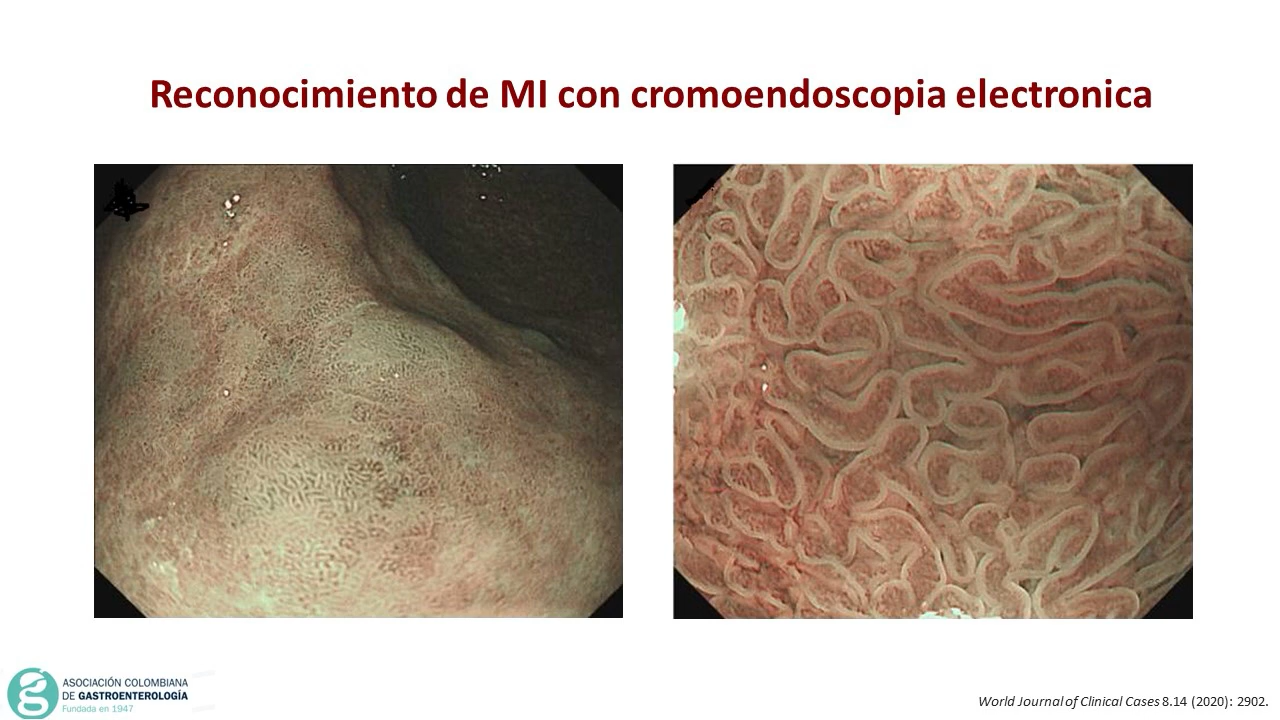 Reconocimiento de MI con cromoendoscopia electronica
ASOCIACIÓN COLOMBIANA
DE GASTROENTEROLOGÍA
Fundada en 1947
World Journal of Clinical Cases 8.14 (2020): 2902.